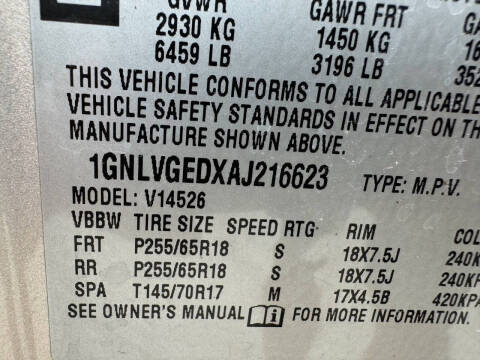 GVWR GAWR FRT
2930 KG 1450 KG
6459 LB 3196 LB 352
THIS VEHICLE CONFORMS TO ALL APPLICABLE
VEHICLE SAFETY STANDARDS IN EFFECT ON
MANUFACTURE SHOWN ABOVE.
1GNLVGEDXAJ216623 TYPE: M.P.V.
MODEL: V14526
VBBW TIRE SIZE SPEED RTG RIM
FRT P255/65R18 S 18X7.5J 240K
RR P255/65R18 S 18X7.5J
SPA T145/70R17 M 17X4.5B 420KPA
SEE OWNER'S MANUAL FOR MORE INFORMATION.